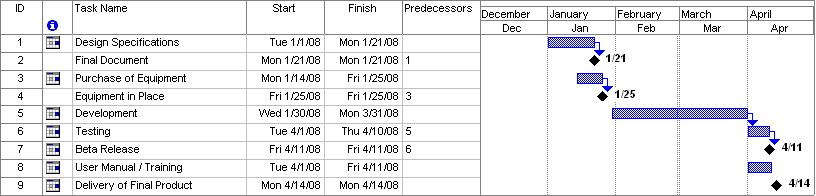 ID Task Name Start Finish Predecessors December January February March April
Dec Jan Feb Mar Apr
1 Design Specifications Tue 1/1/08 Mon 1/21/08
2 Final Document Mon 1/21/08 Mon 1/21/08 1 1/21
3 Purchase of Equipment Mon 1/14/08 Fri 1/25/08
4 Equipment in Place Fri 1/25/08 Fri 1/25/08 3 1/25
5 Development Wed 1/30/08 Mon 3/31/08
6 Testing Tue 4/1/08 Thu 4/10/08 5
7 Beta Release Fri 4/11/08 Fri 4/11/08 6 4/11
8 User Manual / Training Tue 4/1/08 Fri 4/11/08
9 Delivery of Final Product Mon 4/14/08 Mon 4/14/08 4/14